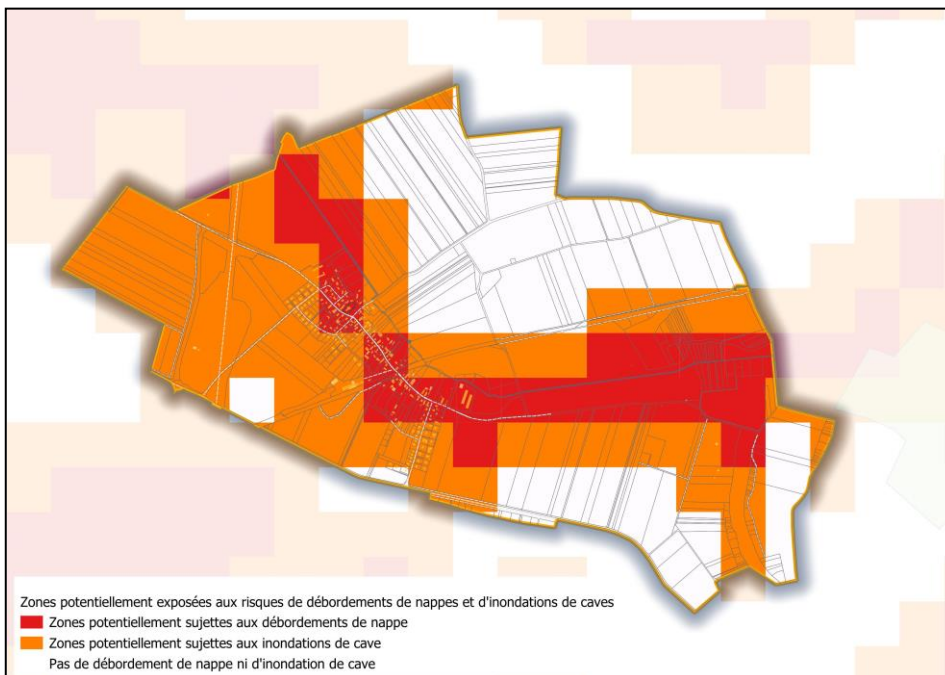 Zones potentiellement exposées aux risques de débordements de nappes et d'inondations de caves
Zones potentiellement sujettes aux débordements de nappe
Zones potentiellement sujettes aux inondations de cave
Pas de débordement de nappe ni d'inondation de cave